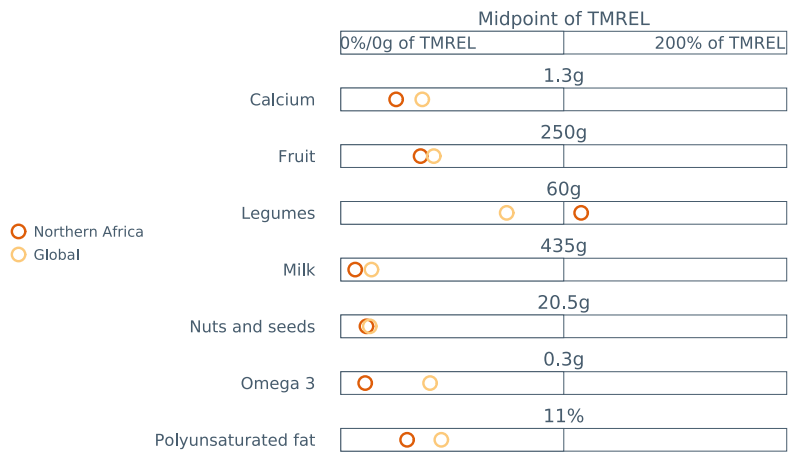 Midpoint of TMREL
0%/0g of TMREL 200% of TMREL
1.3g
Calcium
250g
Fruit
60g
Legumes
Northern Africa
Global
435g
Milk
20.5g
Nuts and seeds
0.3g
Omega 3
11%
Polyunsaturated fat